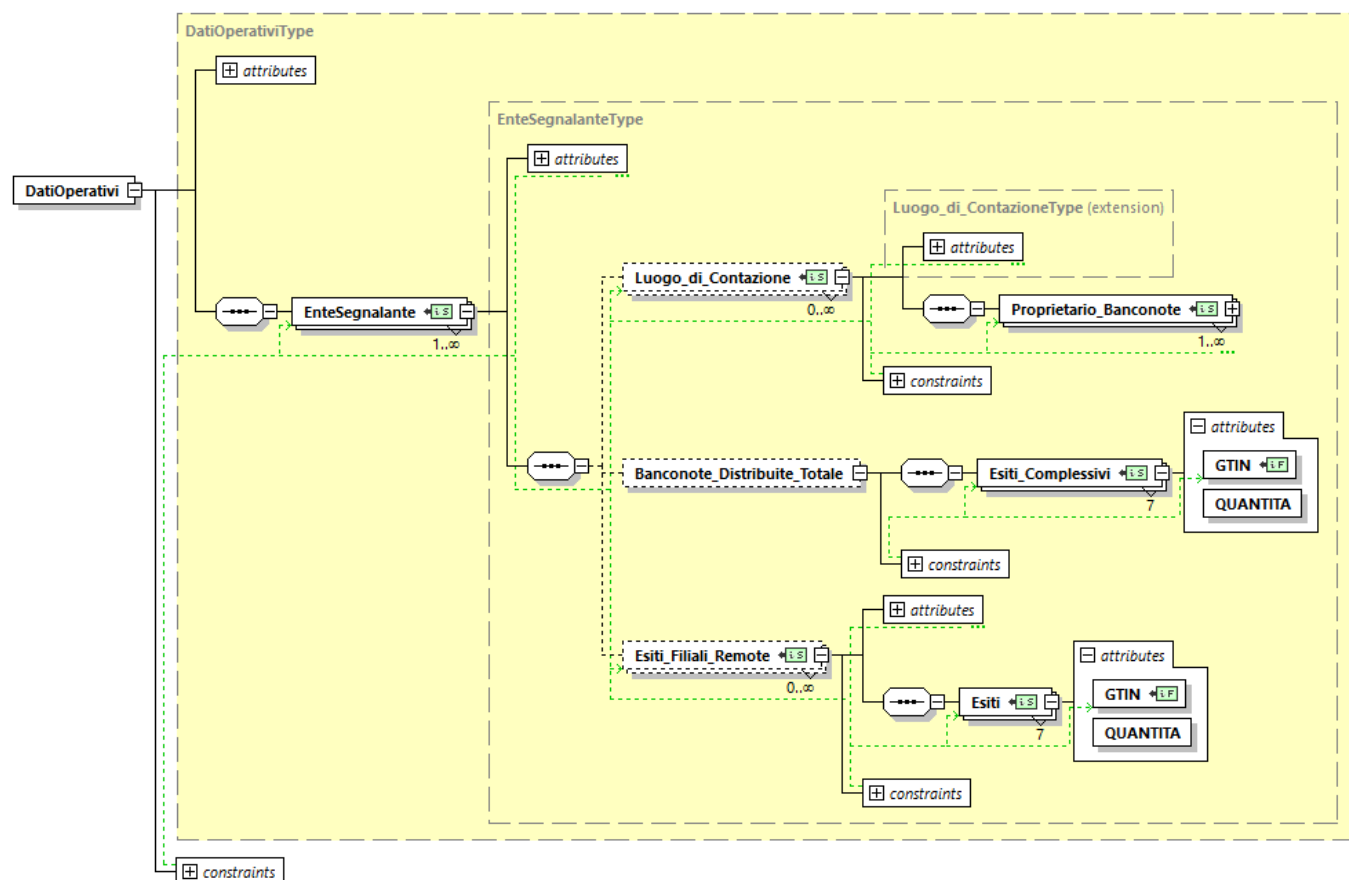 DatiOperativiType
attributes
EnteSegnalanteType
attributes
DatiOperativi
Luogo_di_ContazioneType (extension)
attributes
Luogo_di_Contazione
0..∞
EnteSegnalante
1..∞
Proprietario_Banconote
1..∞
constraints
attributes
GTIN
Banconote_Distribuite_Totale
Esiti_Complessivi
7
QUANTITA
constraints
attributes
Esiti_Filiali_Remote
0..∞
attributes
GTIN
Esiti
7
QUANTITA
constraints
constraints